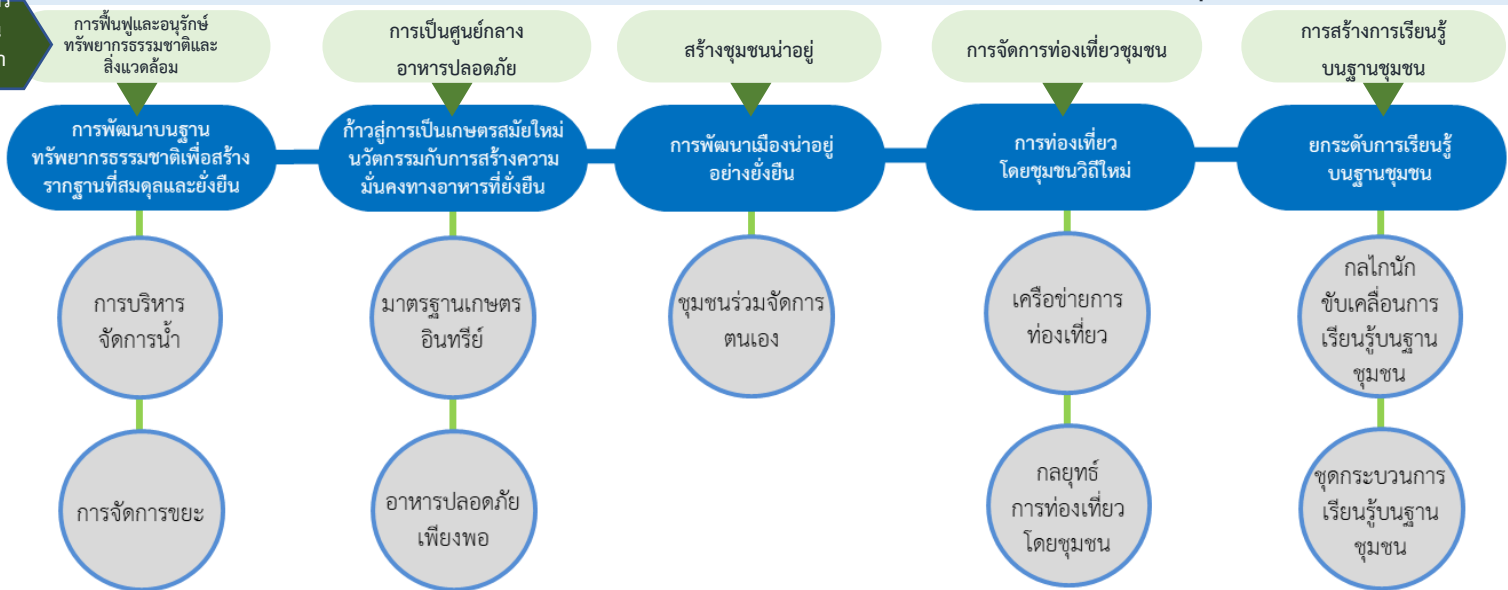 การฟื้นฟูและอนุรักษ์
ทรัพยากรธรรมชาติและ
สิ่งแวดล้อม
การเป็นศูนย์กลาง
อาหารปลอดภัย
สร้างชุมชนน่าอยู่
การจัดการท่องเที่ยวชุมชน
การสร้างการเรียนรู้
บนฐานชุมชน
การพัฒนาบนฐาน
ทรัพยากรธรรมชาติเพื่อสร้าง
รากฐานที่สมดุลและยั่งยืน
ก้าวสู่การเป็นเกษตรสมัยใหม่
นวัตกรรมกับการสร้างความ
มั่นคงทางอาหารที่ยั่งยืน
การพัฒนาเมืองน่าอยู่
อย่างยั่งยืน
การท่องเที่ยว
โดยชุมชนวิถีใหม่
ยกระดับการเรียนรู้
บนฐานชุมชน
การบริหาร
จัดการน้ำ
มาตรฐานเกษตร
อินทรีย์
ชุมชนร่วมจัดการ
ตนเอง
เครือข่ายการ
ท่องเที่ยว
กลไกนัก
ขับเคลื่อนการ
เรียนรู้บนฐาน
ชุมชน
การจัดการขยะ
อาหารปลอดภัย
เพียงพอ
กลยุทธ์
การท่องเที่ยว
โดยชุมชน
ชุดกระบวนการ
เรียนรู้บนฐาน
ชุมชน